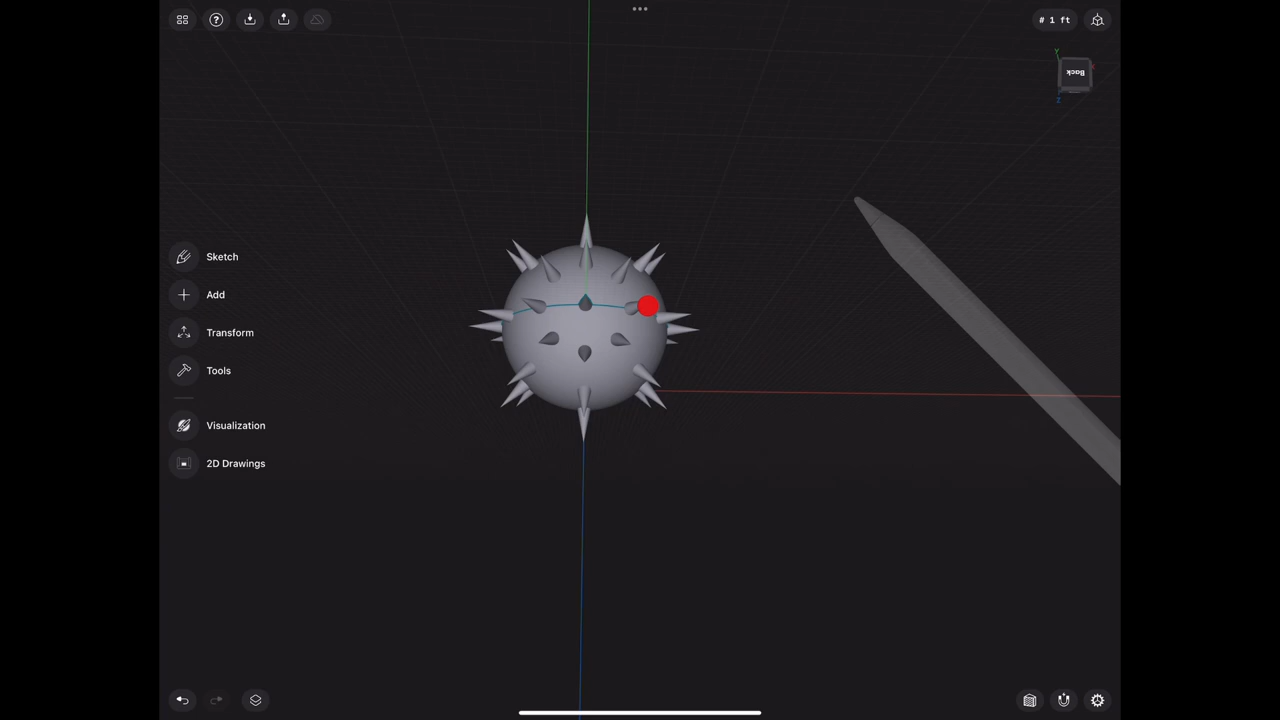 # 1 ft
Y
Back
Z
Sketch
Add
Transform
Tools
Visualization
2D Drawings